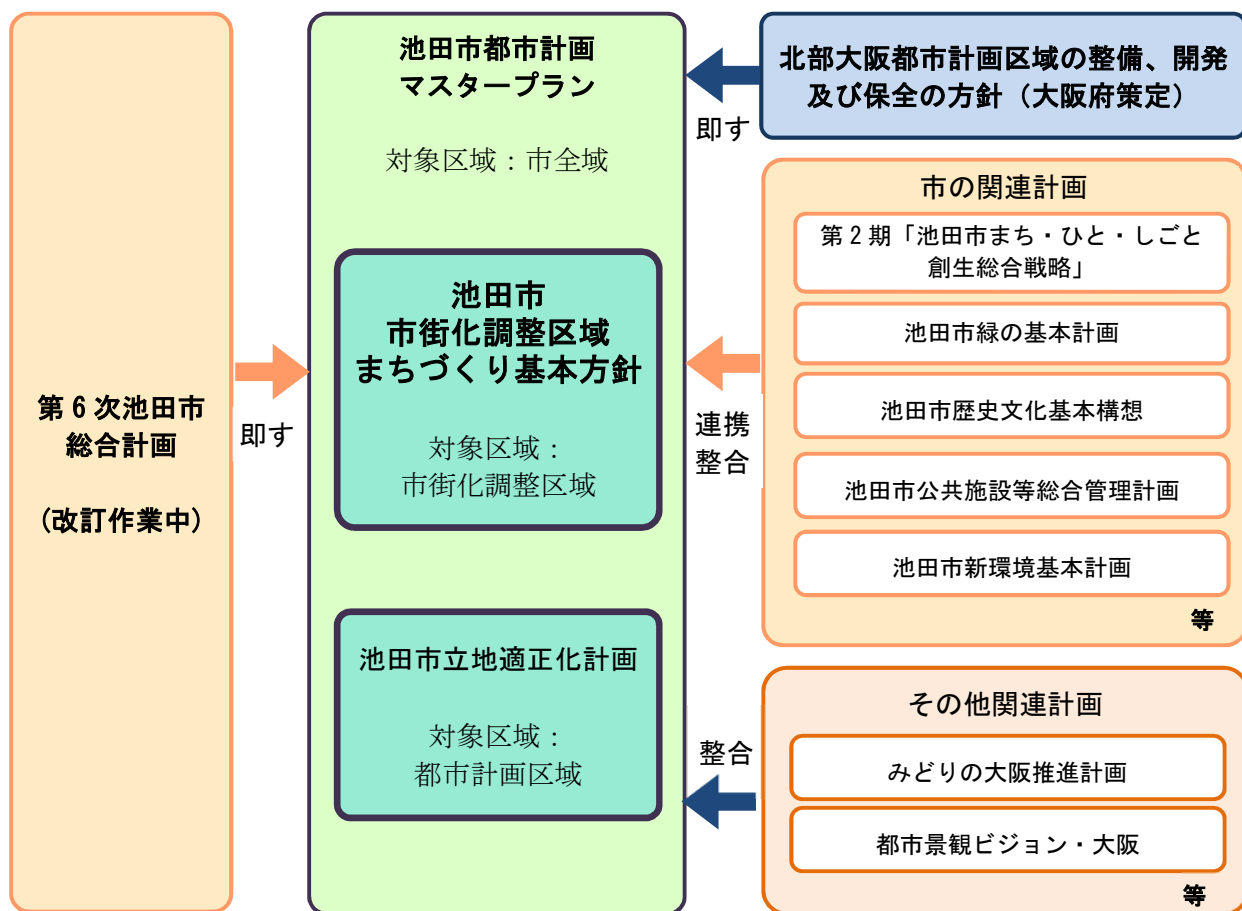 第6次池田市
総合計画
(改訂作業中)
即す
池田市都市計画
マスタープラン
対象区域：市全域
池田市
市街化調整区域
まちづくり基本方針
対象区域：
市街化調整区域
池田市立地適正化計画
対象区域：
都市計画区域
即す
北部大阪都市計画区域の整備、開発
及び保全の方針（大阪府策定）
連携
整合
市の関連計画
第2期「池田市まち・ひと・しごと
創生総合戦略」
池田市緑の基本計画
池田市歴史文化基本構想
池田市公共施設等総合管理計画
池田市新環境基本計画
等
整合
その他関連計画
みどりの大阪推進計画
都市景観ビジョン・大阪
等